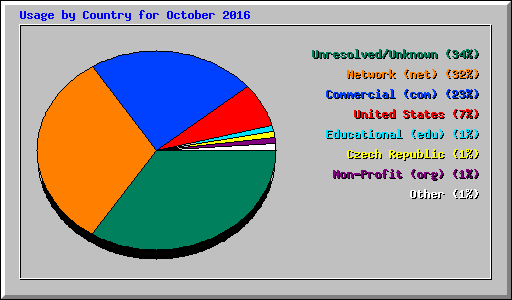 Usage by Country for October 2016
Unresolved/Unknown (34%)
Network (net) (32%)
Commercial (com) (23%)
United States (7%)
Educational (edu) (1%)
Czech Republic (1%)
Non-Profit (org) (1%)
Other (1%)